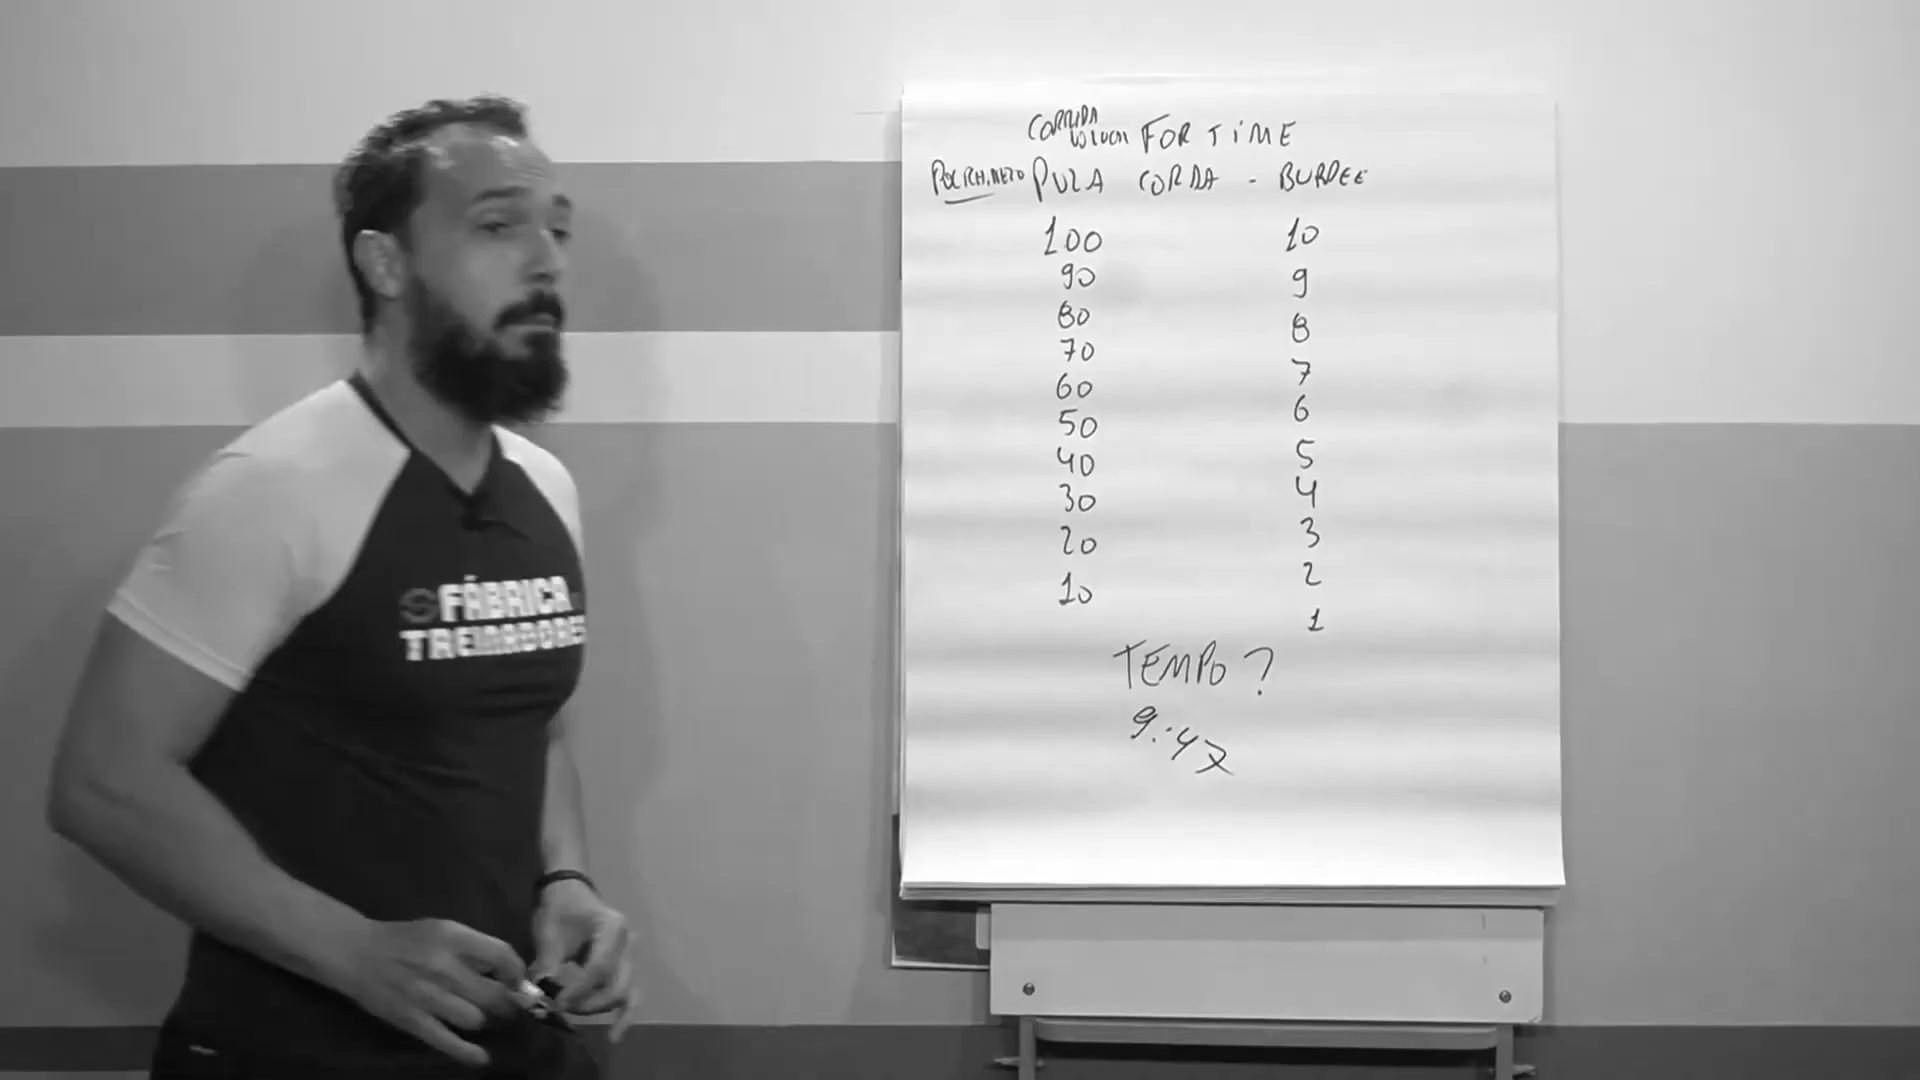 FÁBRICA
TREINADORES
CORRIDA
FOR TIME
POLICHINELO PULA CORDA - BURPEE
100 10
90 9
80 8
70 7
60 6
50 5
40 4
30 3
20 2
10 1
TEMPO?
9:47